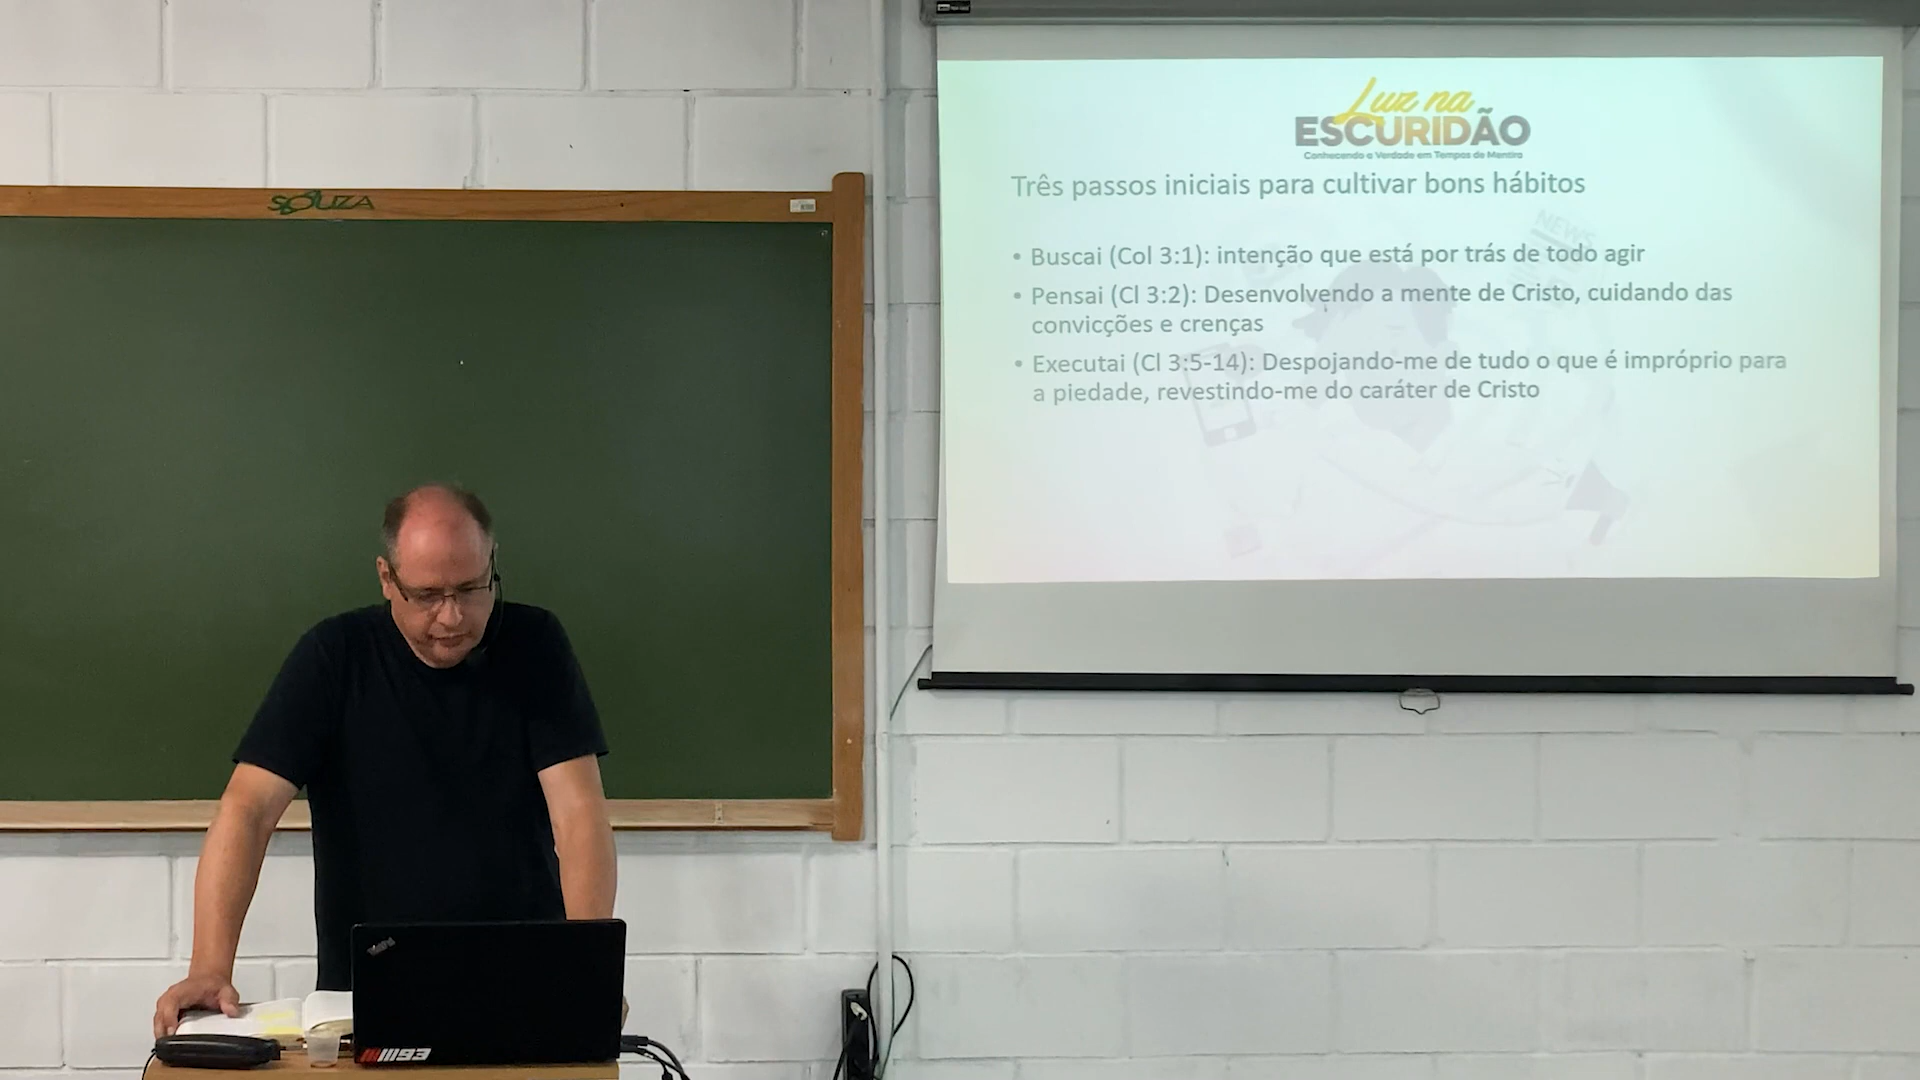 SOUZA
Luz na
ESCURIDÃO
Conhecendo a Verdade em Tempos de Mentira
Três passos iniciais para cultivar bons hábitos
NEWS
• Buscai (Col 3:1): intenção que está por trás de todo agir
• Pensai (Cl 3:2): Desenvolvendo a mente de Cristo, cuidando das
convicções e crenças
• Executai (Cl 3:5-14): Despojando-me de tudo o que é impróprio para
a piedade, revestindo-me do caráter de Cristo
ThinkPad
93